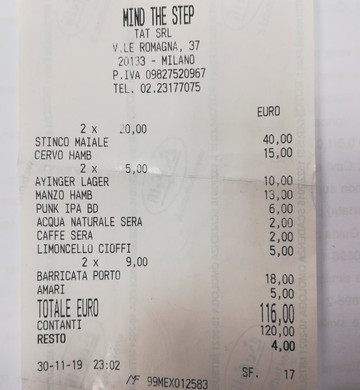 MIND THE STEP
TAT SRL
V.LE ROMAGNA, 37
20133 - MILANO
P.IVA 09827520967
TEL. 02.23177075
EURO
2 x 20,00
STINCO MAIALE 40,00
CERVO HAMB 15,00
2 x 5,00
AYINGER LAGER 10,00
MANZO HAMB 13,00
PUNK IPA BD 6,00
ACQUA NATURALE SERA 2,00
CAFFE SERA 2,00
LIMONCELLO CIOFFI 5,00
2 x 9,00
BARRICATA PORTO 18,00
AMARI 5,00
TOTALE EURO 116,00
CONTANTI 120,00
RESTO 4,00
30-11-19 23:02 SF. 17
MF 99MEX012583